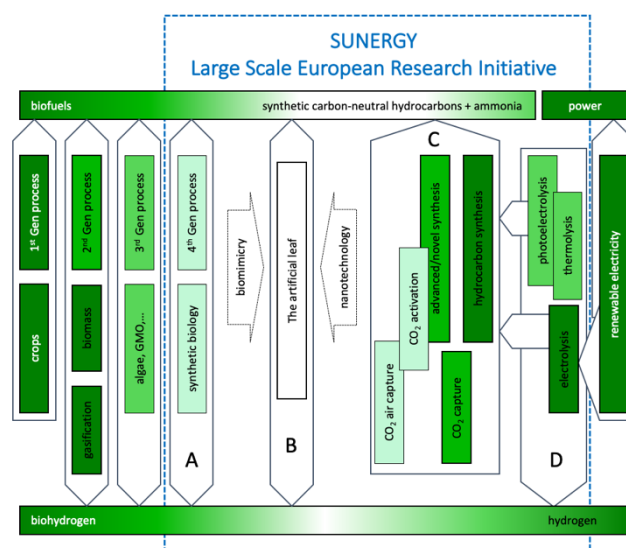 SUNERGY
Large Scale European Research Initiative
biofuels
synthetic carbon-neutral hydrocarbons + ammonia
power
1st Gen process
crops
2nd Gen process
biomass
gasification
3rd Gen process
algae, GMO,...
4th Gen process
synthetic biology
A
biomimicry
The artificial leaf
B
nanotechnology
C
advanced/novel synthesis
hydrocarbon synthesis
CO2 activation
CO2 air capture
CO2 capture
photoelectrolysis
thermolysis
electrolysis
D
renewable electricity
biohydrogen
hydrogen